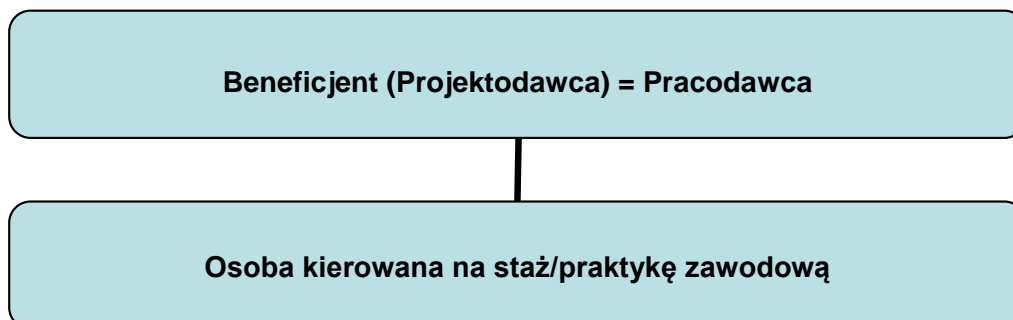 Beneficjent (Projektodawca) = Pracodawca
Osoba kierowana na staż/praktykę zawodową